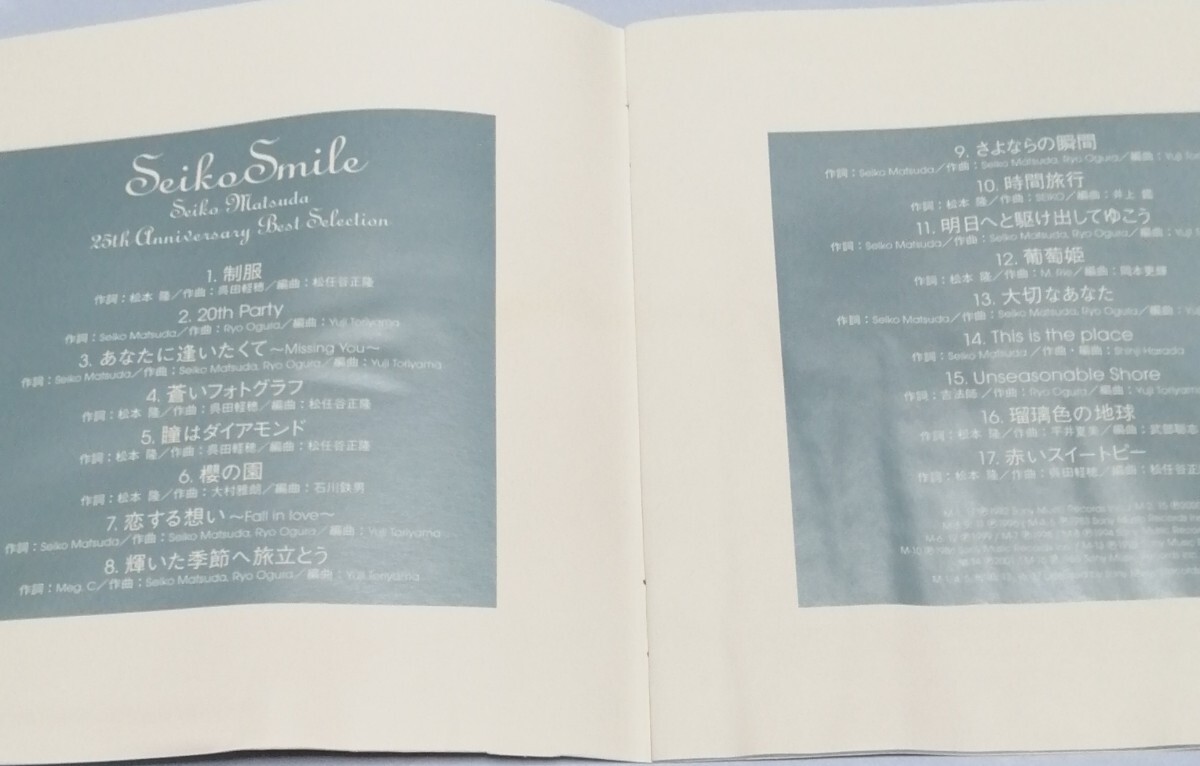 Seiko Smile
Seiko Matsuda
25th Anniversary Best Selection
1. 制服
作詞：松本 隆／作曲：呉田軽穂／編曲：松任谷正隆
2. 20th Party
作詞：Seiko Matsuda／作曲：Ryo Ogura／編曲：Yuji Toriyama
3. あなたに逢いたくて～Missing You～
作詞：Seiko Matsuda／作曲：Seiko Matsuda, Ryo Ogura／編曲：Yuji Toriyama
4. 蒼いフォトグラフ
作詞：松本 隆／作曲：呉田軽穂／編曲：松任谷正隆
5. 瞳はダイアモンド
作詞：松本 隆／作曲：呉田軽穂／編曲：松任谷正隆
6. 櫻の園
作詞：松本 隆／作曲：大村雅朗／編曲：石川鉄男
7. 恋する想い ～Fall in love～
作詞：Seiko Matsuda／作曲：Seiko Matsuda, Ryo Ogura／編曲：Yuji Toriyama
8. 輝いた季節へ旅立とう
作詞：Meg. C／作曲：Seiko Matsuda, Ryo Ogura／編曲：Yuji Toriyama
9. さよならの瞬間
作詞：Seiko Matsuda／作曲：Seiko Matsuda, Ryo Ogura／編曲：Yuji
10. 時間旅行
作詞：松本 隆／作曲：SEIKO／編曲：井上 鑑
11. 明日へと駆け出してゆこう
作詞：Seiko Matsuda／作曲：Seiko Matsuda, Ryo Ogura／編曲：Yuji
12. 葡萄姫
作詞：松本 隆／作曲：M. Rie／編曲：岡本更輝
13. 大切なあなた
作詞：Seiko Matsuda／作曲：Seiko Matsuda, Ryo Ogura／編曲：
14. This is the place
作詞：Seiko Matsuda ／作曲・編曲：Shinji Harada
15. Unseasonable Shore
作詞：吉法師 ／作曲：Ryo Ogura／編曲：Yuji Toriyama
16. 瑠璃色の地球
作詞：松本 隆／作曲：平井夏美／編曲：武部聡志
17. 赤いスイートピー
作詞：松本 隆／作曲：呉田軽穂／編曲：松任谷正